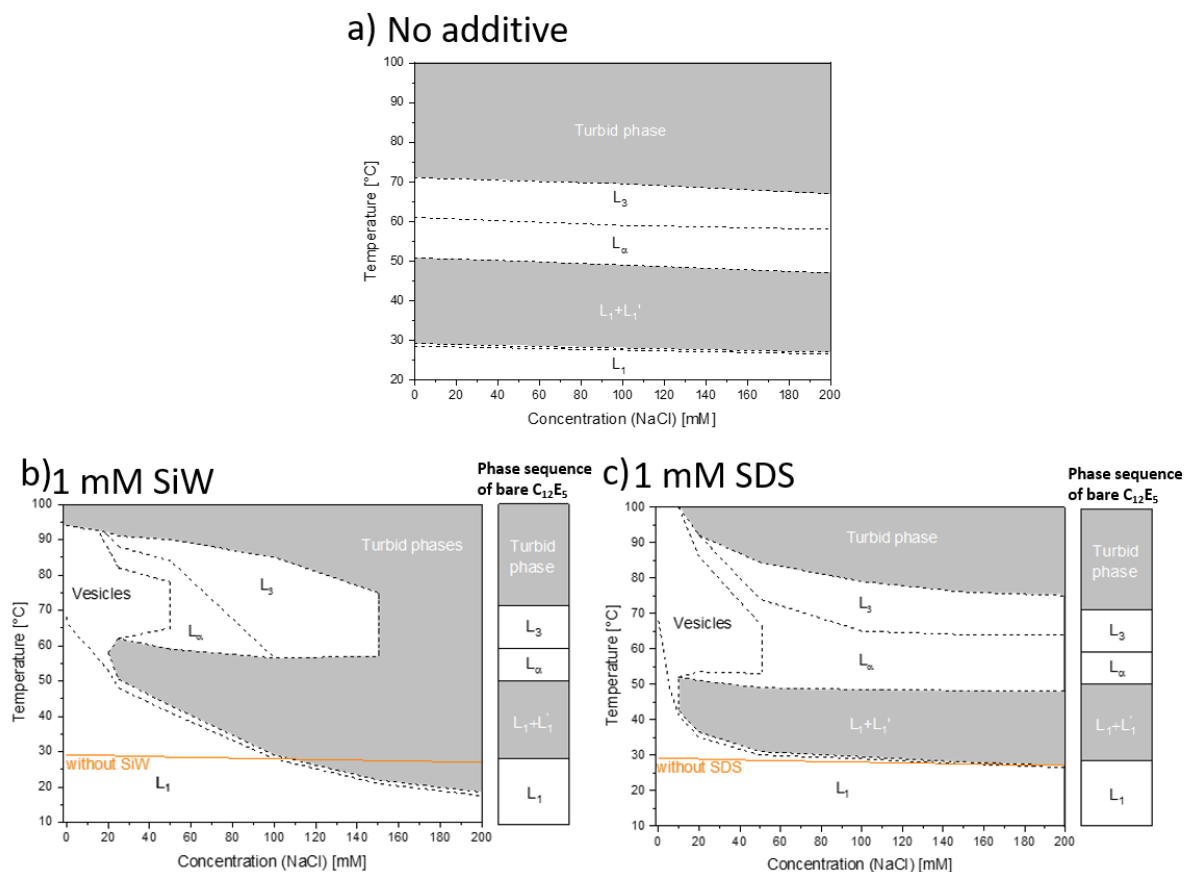 a) No additive
100
90
80
70
60
50
40
30
20
Temperature [°C]
Turbid phase
L₃
Lα
L₁+L₁'
L₁
0 20 40 60 80 100 120 140 160 180 200
Concentration (NaCl) [mM]
b) 1 mM SiW
100
90
80
70
60
50
40
30
20
10
Temperature [°C]
Turbid phases
Vesicles
L₃
Lα
without SiW
L₁
0 20 40 60 80 100 120 140 160 180 200
Concentration (NaCl) [mM]
Phase sequence
of bare C₁₂E₅
Turbid
phase
L₃
Lα
L₁+L₁'
L₁
c) 1 mM SDS
100
90
80
70
60
50
40
30
20
10
Temperature [°C]
Turbid phase
Vesicles
L₃
Lα
L₁+L₁'
without SDS
L₁
0 20 40 60 80 100 120 140 160 180 200
Concentration (NaCl) [mM]
Phase sequence
of bare C₁₂E₅
Turbid
phase
L₃
Lα
L₁+L₁'
L₁